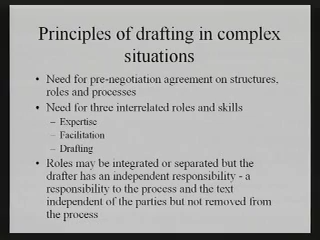 Principles of drafting in complex
situations
• Need for pre-negotiation agreement on structures,
roles and processes
• Need for three interrelated roles and skills
– Expertise
– Facilitation
– Drafting
• Roles may be integrated or separated but the
drafter has an independent responsibility - a
responsibility to the process and the text
independent of the parties but not removed from
the process